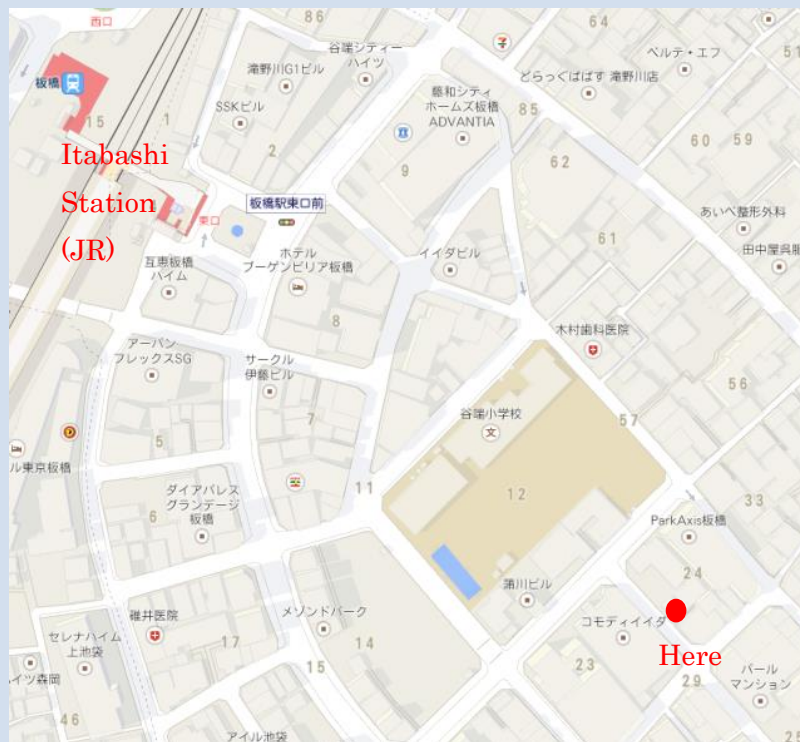 西口
86
64
51
谷端シティー
ハイツ
ベルテ・エフ
滝野川G1ビル
どらっぐぱぱす 滝野川店
板橋
藤和シティ
ホームズ板橋
ADVANTIA
SSKビル
85
15
1
60
59
Itabashi
Station
(JR)
2
9
62
東口
板橋駅東口前
あいべ整形外科
61
田中屋呉服
互恵板橋
ハイム
ホテル
ブーゲンビリア板橋
イイダビル
8
木村歯科医院
アーバン
フレックスSG
サークル
伊藤ビル
56
谷端小学校
7
57
文
5
ル東京板橋
11
12
33
ダイアパレス
グランデージ
板橋
6
ParkAxis板橋
24
蒲川ビル
碓井医院
メゾンドパーク
コモディイイダ
セレナハイム
上池袋
17
14
Here
15
23
29
パール
マンション
イツ森岡
46
アイル池袋
25